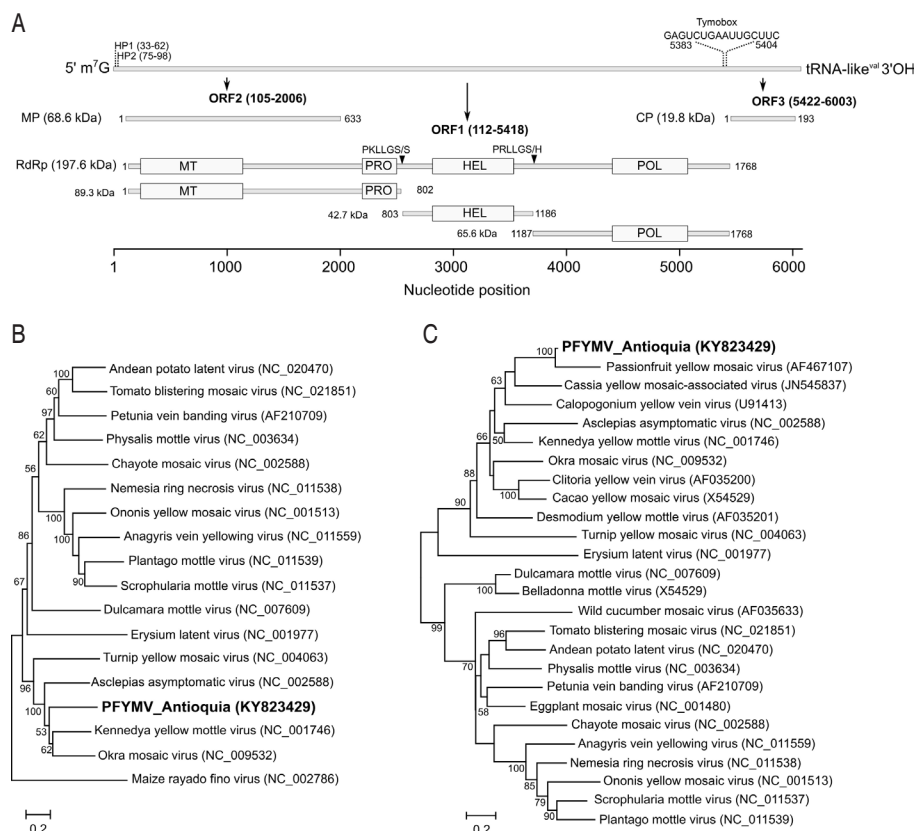 A
HP1 (33-62)
HP2 (75-98)
Tymobox
GAGUCUGAAUUGCUUC
5383 5404
5' m7G
tRNA-likeval 3'OH
ORF2 (105-2006)
ORF1 (112-5418)
ORF3 (5422-6003)
MP (68.6 kDa) 1 633
CP (19.8 kDa) 1 193
PKLLGS/S PRLLGS/H
RdRp (197.6 kDa) 1 MT PRO HEL POL 1768
89.3 kDa 1 MT PRO 802
42.7 kDa 803 HEL 1186
65.6 kDa 1187 POL 1768
1 1000 2000 3000 4000 5000 6000
Nucleotide position
B
Andean potato latent virus (NC_020470)
Tomato blistering mosaic virus (NC_021851)
Petunia vein banding virus (AF210709)
Physalis mottle virus (NC_003634)
Chayote mosaic virus (NC_002588)
Nemesia ring necrosis virus (NC_011538)
Ononis yellow mosaic virus (NC_001513)
Anagyris vein yellowing virus (NC_011559)
Plantago mottle virus (NC_011539)
Scrophularia mottle virus (NC_011537)
Dulcamara mottle virus (NC_007609)
Erysium latent virus (NC_001977)
Turnip yellow mosaic virus (NC_004063)
Asclepias asymptomatic virus (NC_002588)
PFYMV_Antioquia (KY823429)
Kennedya yellow mottle virus (NC_001746)
Okra mosaic virus (NC_009532)
Maize rayado fino virus (NC_002786)
100
60
97
62
56
100
100
90
86
67
96
100
53
62
0.2
C
PFYMV_Antioquia (KY823429)
Passionfruit yellow mosaic virus (AF467107)
Cassia yellow mosaic-associated virus (JN545837)
Calopogonium yellow vein virus (U91413)
Asclepias asymptomatic virus (NC_002588)
Kennedya yellow mottle virus (NC_001746)
Okra mosaic virus (NC_009532)
Clitoria yellow vein virus (AF035200)
Cacao yellow mosaic virus (X54529)
Desmodium yellow mottle virus (AF035201)
Turnip yellow mosaic virus (NC_004063)
Erysium latent virus (NC_001977)
Dulcamara mottle virus (NC_007609)
Belladonna mottle virus (X54529)
Wild cucumber mosaic virus (AF035633)
Tomato blistering mosaic virus (NC_021851)
Andean potato latent virus (NC_020470)
Physalis mottle virus (NC_003634)
Petunia vein banding virus (AF210709)
Eggplant mosaic virus (NC_001480)
Chayote mosaic virus (NC_002588)
Anagyris vein yellowing virus (NC_011559)
Nemesia ring necrosis virus (NC_011538)
Ononis yellow mosaic virus (NC_001513)
Scrophularia mottle virus (NC_011537)
Plantago mottle virus (NC_011539)
100
63
66
50
88
100
90
100
99
96
70
58
100
85
79
90
0.2